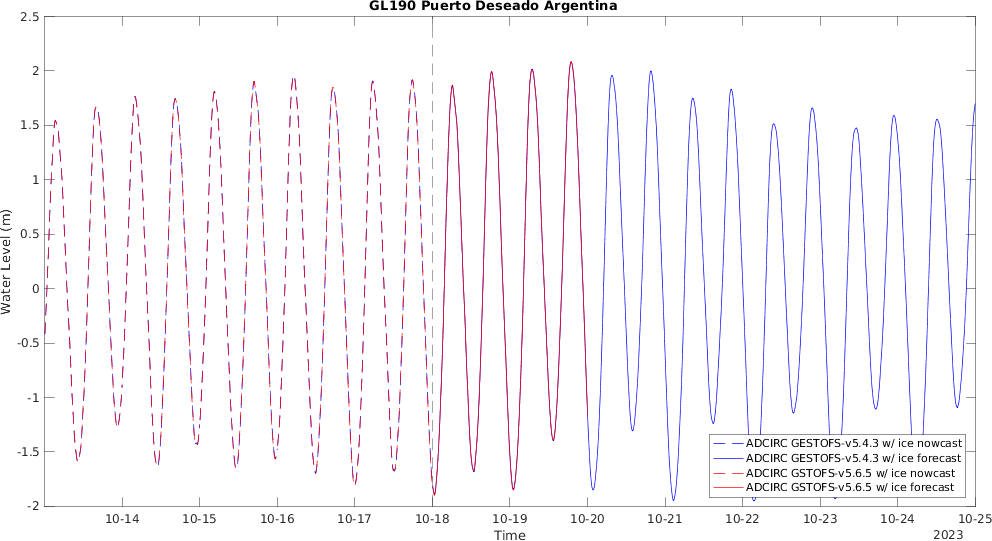 GL190 Puerto Deseado Argentina
2.5
2
1.5
1
0.5
0
-0.5
-1
-1.5
-2
Water Level (m)
10-14 10-15 10-16 10-17 10-18 10-19 10-20 10-21 10-22 10-23 10-24 10-25
Time
2023
ADCIRC GESTOFS-v5.4.3 w/ ice nowcast
ADCIRC GESTOFS-v5.4.3 w/ ice forecast
ADCIRC GSTOFS-v5.6.5 w/ ice nowcast
ADCIRC GSTOFS-v5.6.5 w/ ice forecast